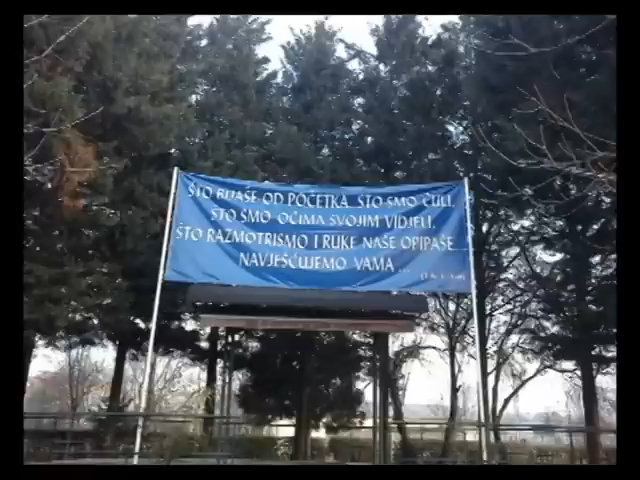 ŠTO BIJAŠE OD POČETKA, ŠTO SMO ČULI,
ŠTO SMO OČIMA SVOJIM VIDJELI,
ŠTO RAZMOTRISMO I RUKE NAŠE OPIPAŠE...
NAVJEŠĆUJEMO VAMA...